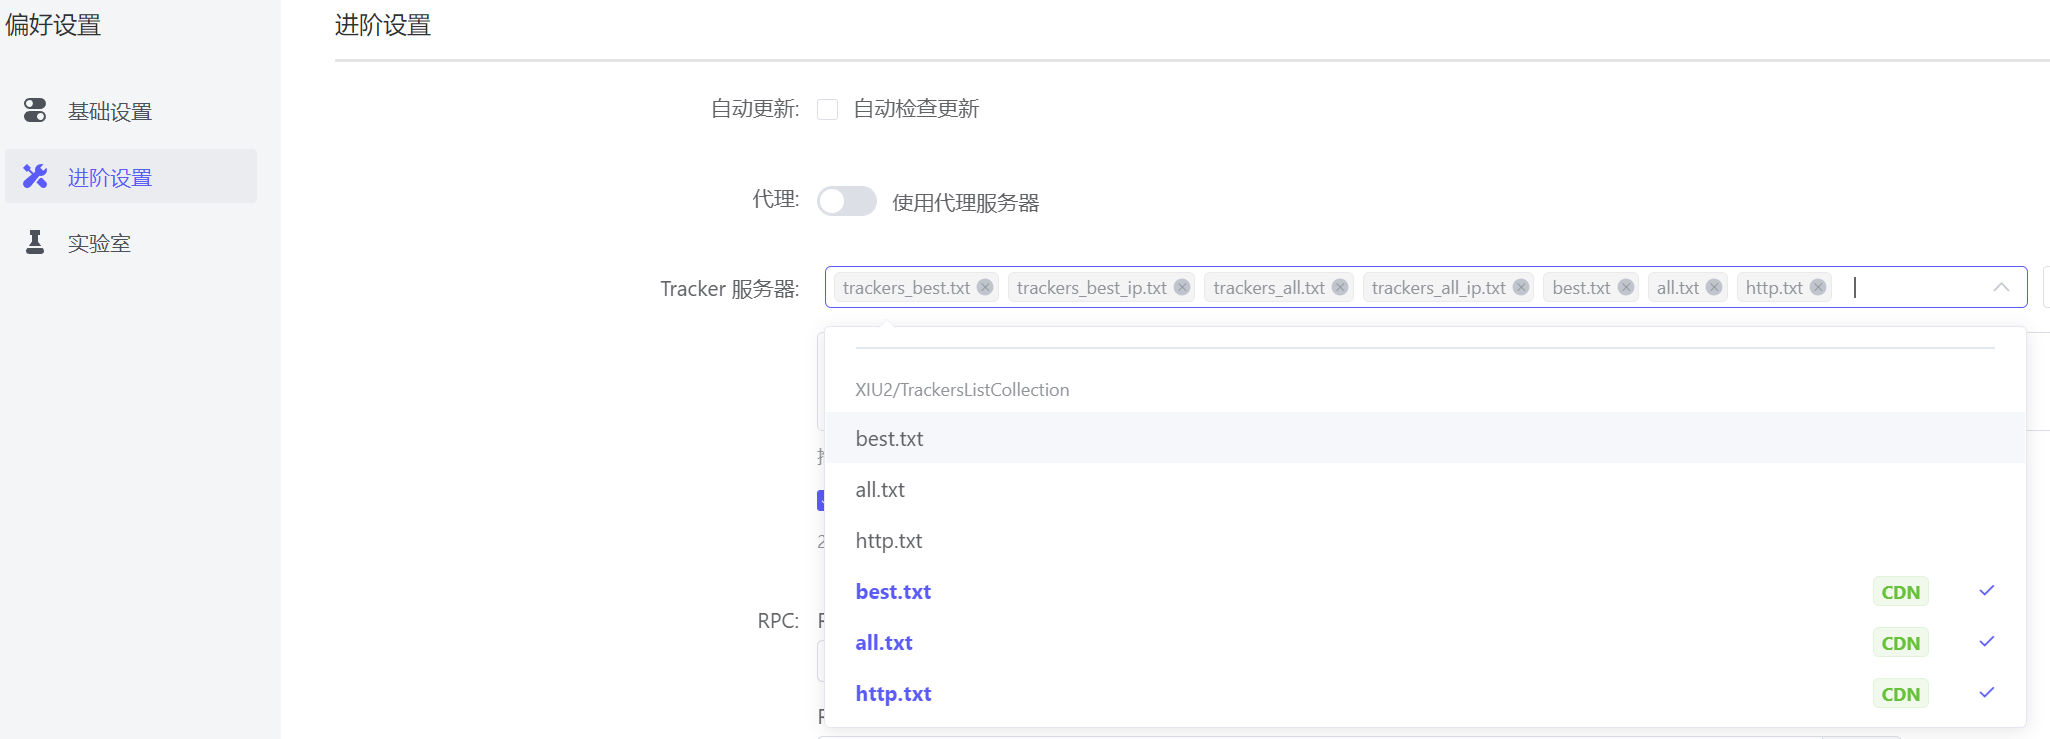 偏好设置
基础设置
进阶设置
实验室
进阶设置
自动更新: 自动检查更新
代理: 使用代理服务器
Tracker 服务器: trackers_best.txt trackers_best_ip.txt trackers_all.txt trackers_all_ip.txt best.txt all.txt http.txt
XIU2/TrackersListCollection
best.txt
all.txt
http.txt
best.txt CDN
all.txt CDN
http.txt CDN
RPC: